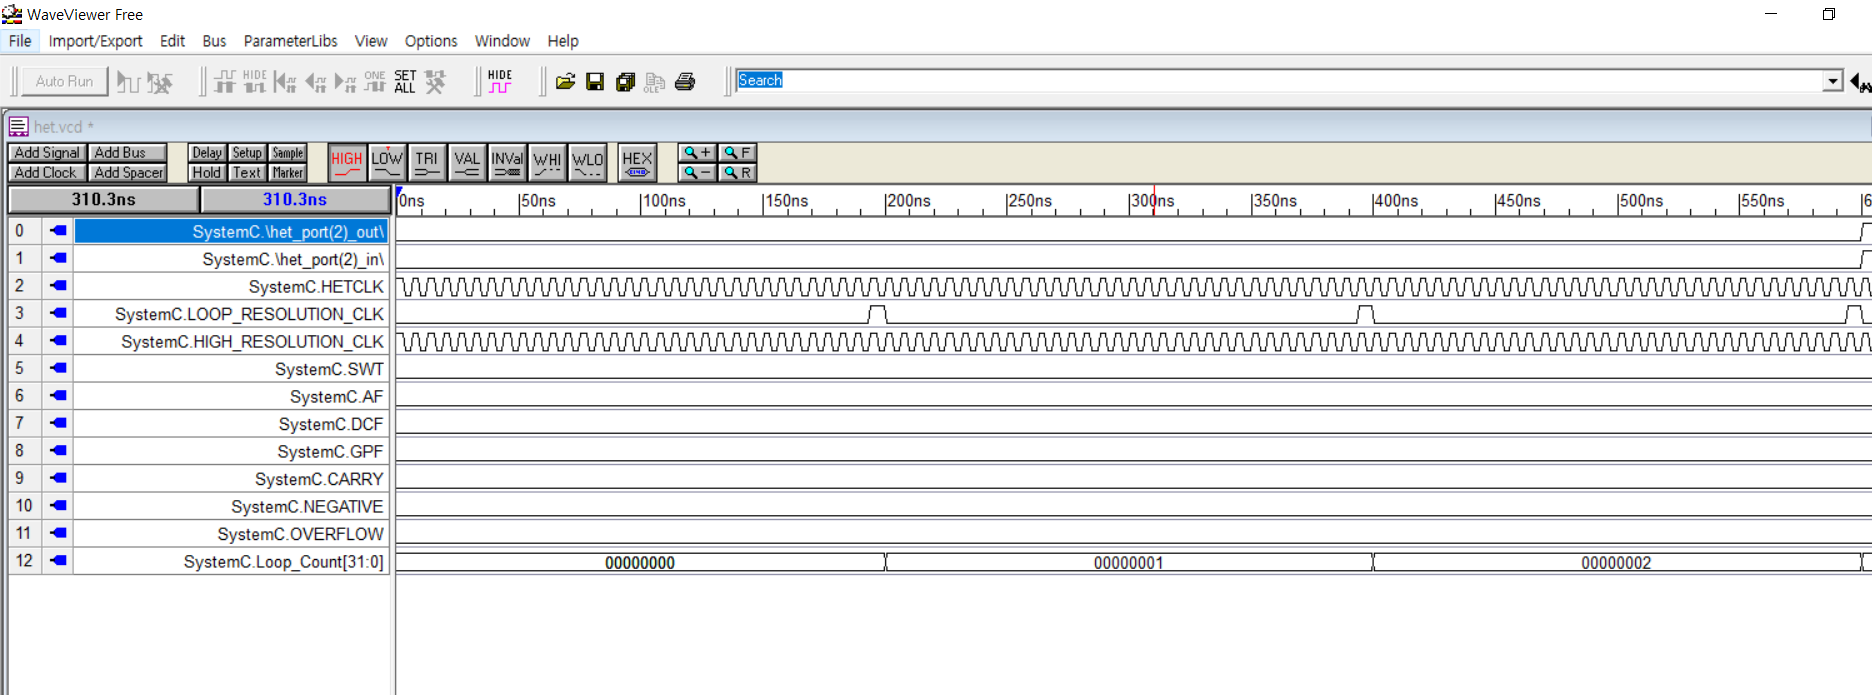 WaveViewer Free
File Import/Export Edit Bus ParameterLibs View Options Window Help
Auto Run HIDE ONE SET ALL HIDE OLE Search
het.vcd *
Add Signal Add Bus Delay Setup Sample HIGH LOW TRI VAL INVal WHI WLO HEX + F
Add Clock Add Spacer Hold Text Marker - R
310.3ns 310.3ns 0ns 50ns 100ns 150ns 200ns 250ns 300ns 350ns 400ns 450ns 500ns 550ns 6
0 SystemC.\het_port(2)_out\
1 SystemC.\het_port(2)_in\
2 SystemC.HETCLK
3 SystemC.LOOP_RESOLUTION_CLK
4 SystemC.HIGH_RESOLUTION_CLK
5 SystemC.SWT
6 SystemC.AF
7 SystemC.DCF
8 SystemC.GPF
9 SystemC.CARRY
10 SystemC.NEGATIVE
11 SystemC.OVERFLOW
12 SystemC.Loop_Count[31:0] 00000000 00000001 00000002